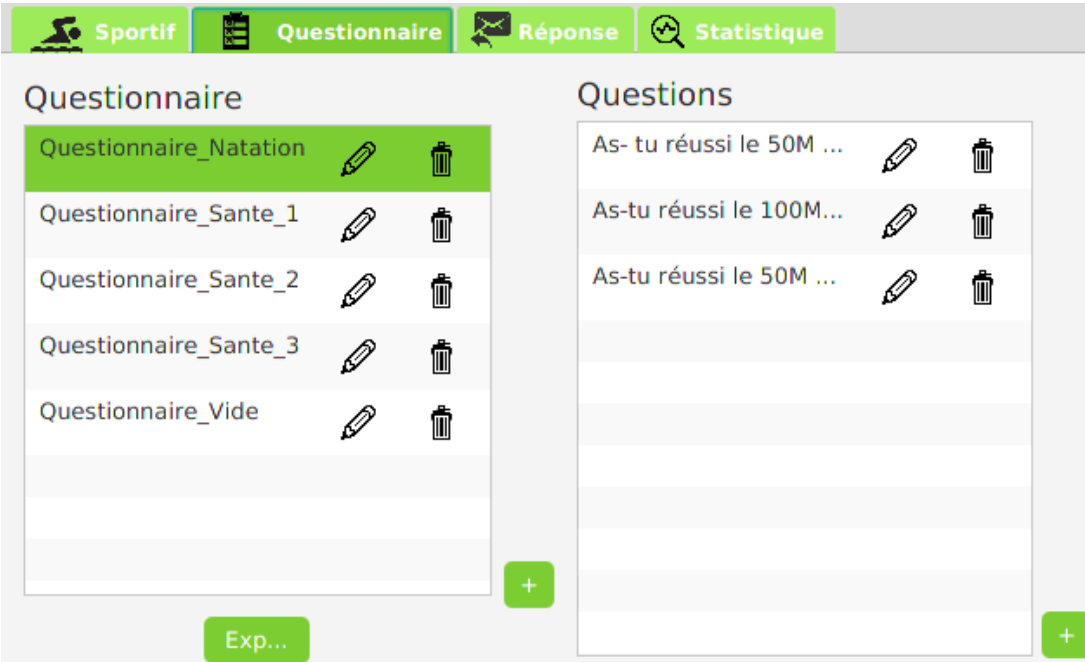 Sportif
Questionnaire
Réponse
Statistique
Questionnaire
Questionnaire_Natation
Questionnaire_Sante_1
Questionnaire_Sante_2
Questionnaire_Sante_3
Questionnaire_Vide
+
Exp...
Questions
As- tu réussi le 50M ...
As-tu réussi le 100M...
As-tu réussi le 50M ...
+